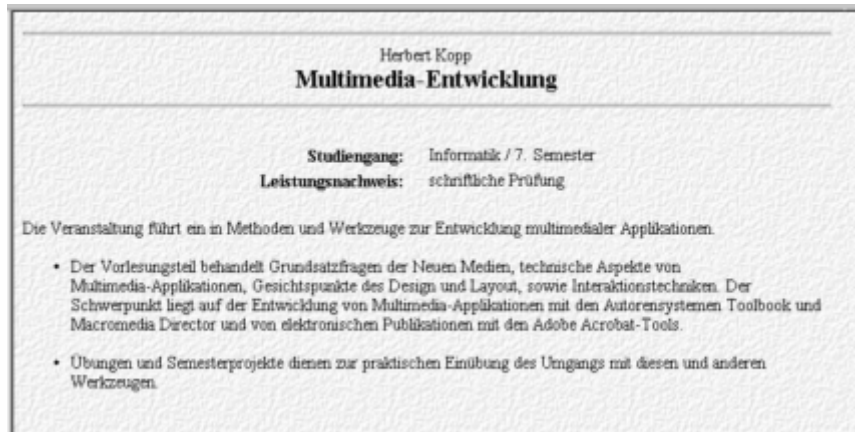 Herbert Kopp
Multimedia-Entwicklung
Studiengang: Informatik / 7. Semester
Leistungsnachweis: schriftliche Prüfung
Die Veranstaltung führt ein in Methoden und Werkzeuge zur Entwicklung multimedialer Applikationen.
• Der Vorlesungsteil behandelt Grundsatzfragen der Neuen Medien, technische Aspekte von
Multimedia-Applikationen, Gesichtspunkte des Design und Layout, sowie Interaktionstechniken. Der
Schwerpunkt liegt auf der Entwicklung von Multimedia-Applikationen mit den Autorensystemen Toolbook und
Macromedia Director und von elektronischen Publikationen mit den Adobe Acrobat-Tools.
• Übungen und Semesterprojekte dienen zur praktischen Einübung des Umgangs mit diesen und anderen
Werkzeugen.